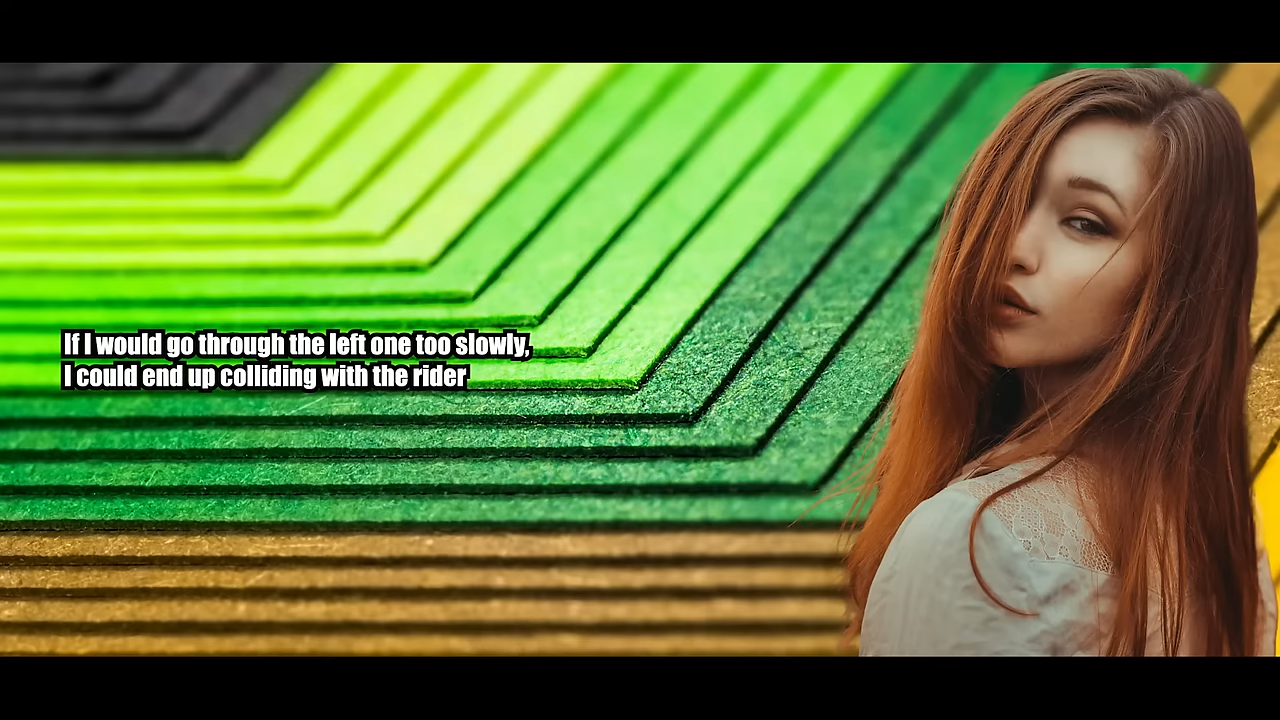 If I would go through the left one too slowly,
I could end up colliding with the rider